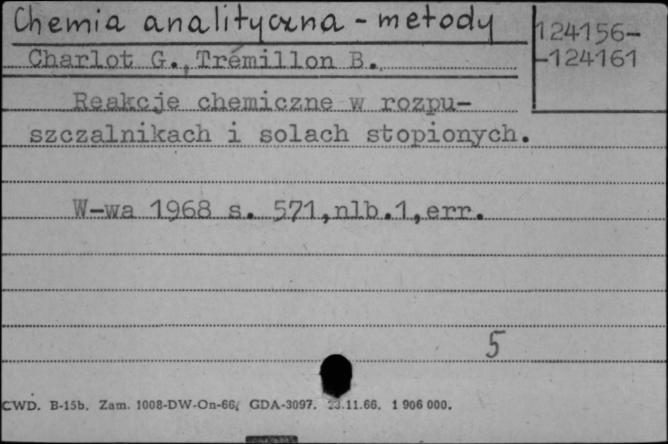 Chemia analityczna - metody
124156-
-124161
Charlot G., Trémillon B.
Reakcje chemiczne w rozpu-
szczalnikach i solach stopionych.
W-wa 1968 s. 571,nlb.1,err.
5
CWD. B-15b. Zam. 1008-DW-On-66, GDA-3097. 23.11.66. 1 906 000.